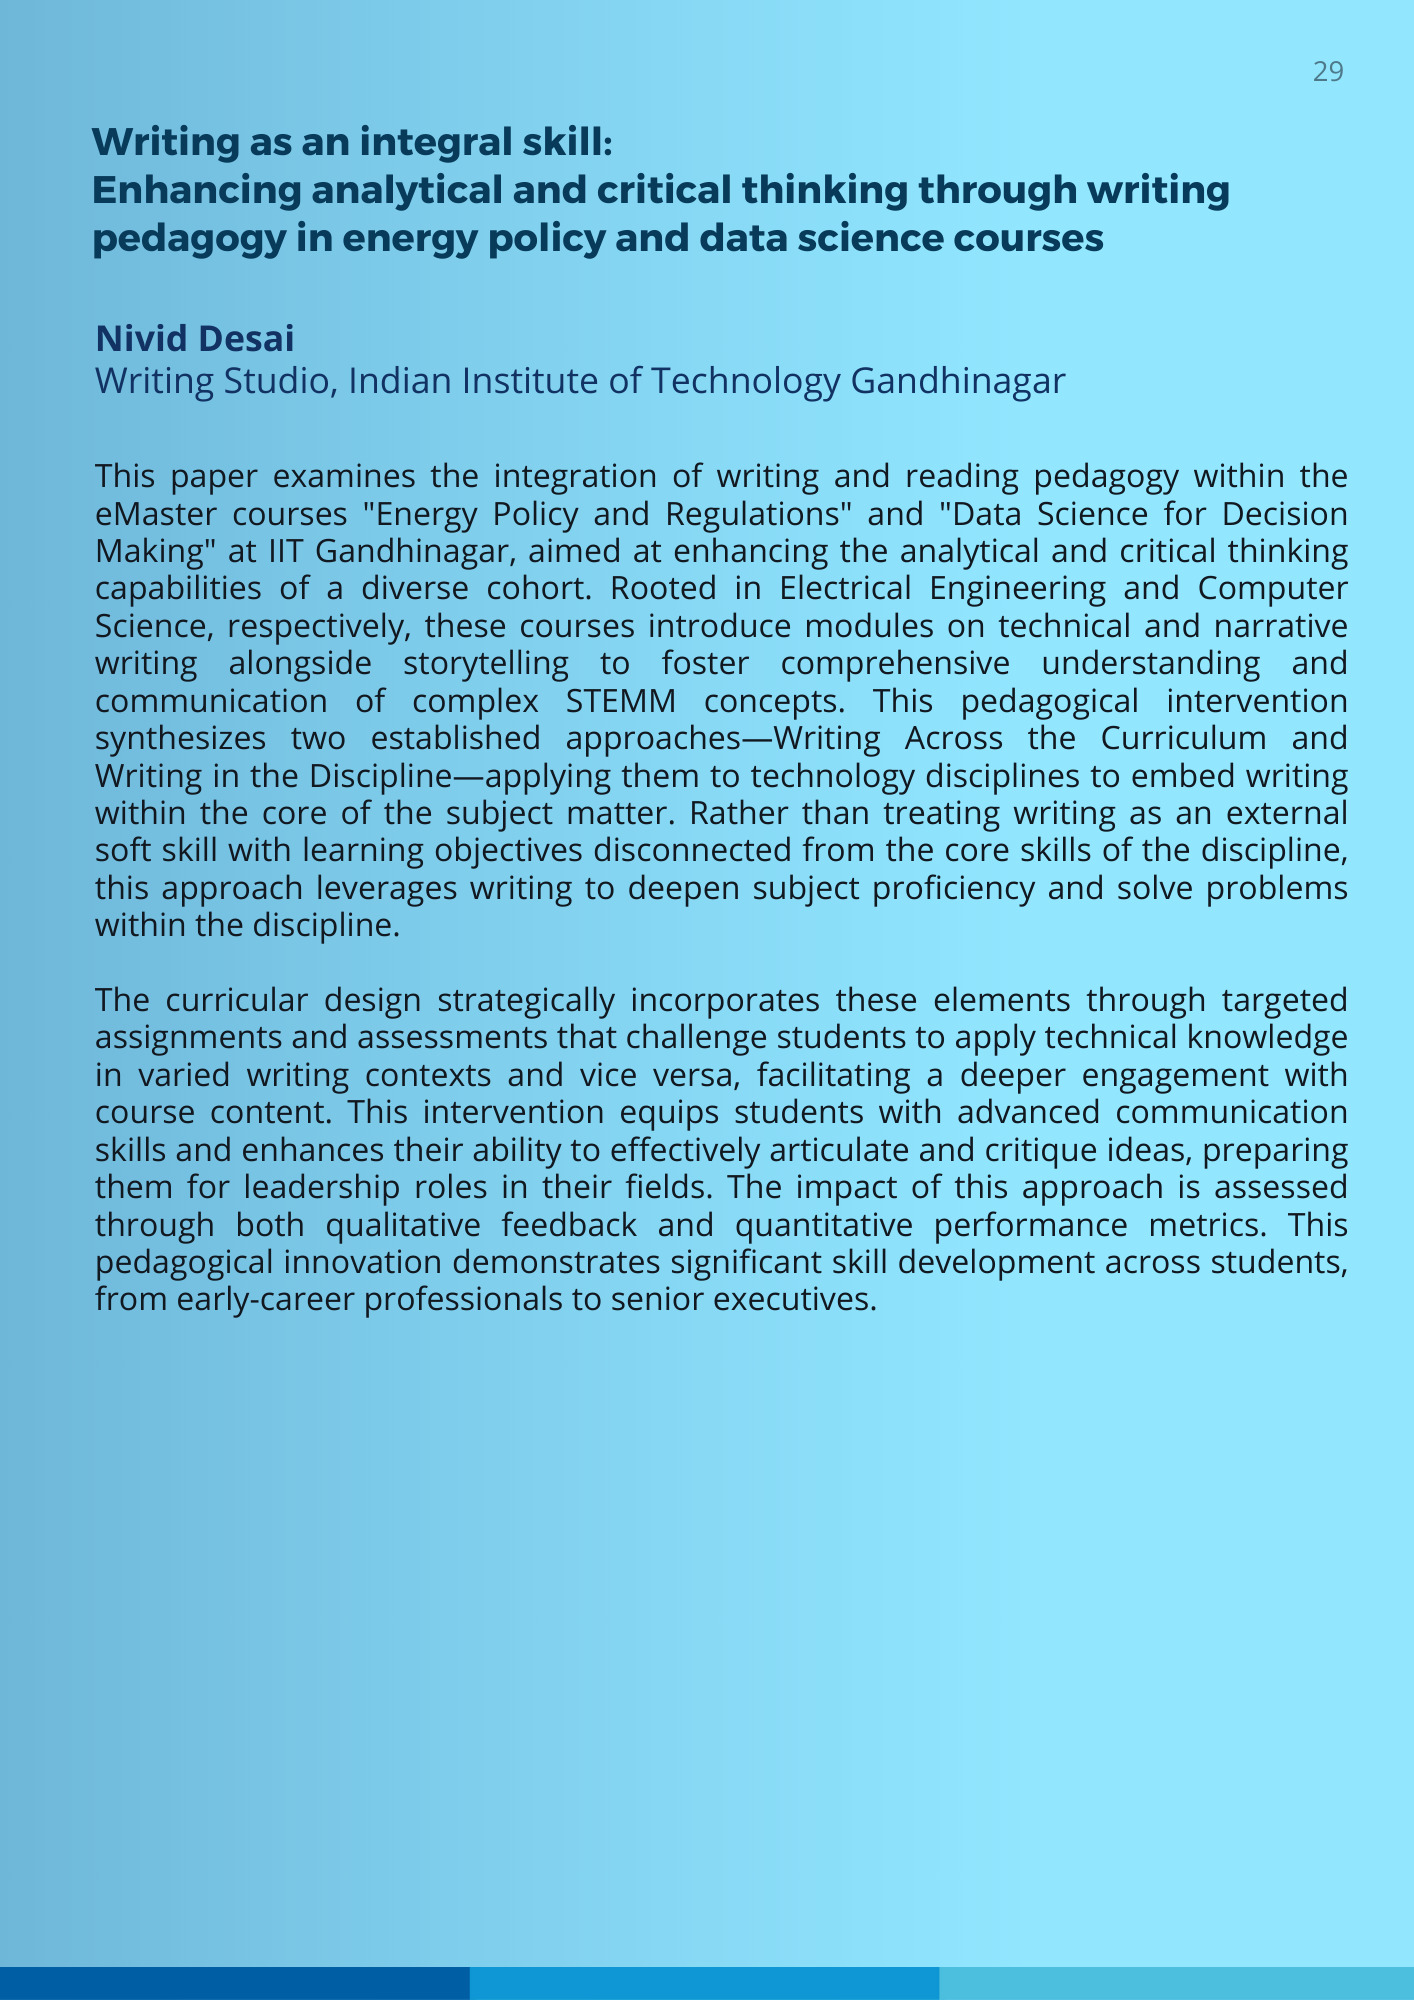 29
Writing as an integral skill:
Enhancing analytical and critical thinking through writing
pedagogy in energy policy and data science courses
Nivid Desai
Writing Studio, Indian Institute of Technology Gandhinagar
This paper examines the integration of writing and reading pedagogy within the
eMaster courses "Energy Policy and Regulations" and "Data Science for Decision
Making" at IIT Gandhinagar, aimed at enhancing the analytical and critical thinking
capabilities of a diverse cohort. Rooted in Electrical Engineering and Computer
Science, respectively, these courses introduce modules on technical and narrative
writing alongside storytelling to foster comprehensive understanding and
communication of complex STEMM concepts. This pedagogical intervention
synthesizes two established approaches—Writing Across the Curriculum and
Writing in the Discipline—applying them to technology disciplines to embed writing
within the core of the subject matter. Rather than treating writing as an external
soft skill with learning objectives disconnected from the core skills of the discipline,
this approach leverages writing to deepen subject proficiency and solve problems
within the discipline.
The curricular design strategically incorporates these elements through targeted
assignments and assessments that challenge students to apply technical knowledge
in varied writing contexts and vice versa, facilitating a deeper engagement with
course content. This intervention equips students with advanced communication
skills and enhances their ability to effectively articulate and critique ideas, preparing
them for leadership roles in their fields. The impact of this approach is assessed
through both qualitative feedback and quantitative performance metrics. This
pedagogical innovation demonstrates significant skill development across students,
from early-career professionals to senior executives.